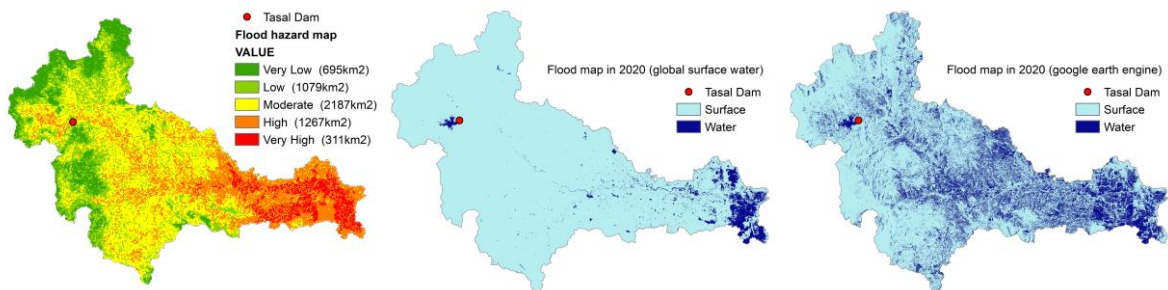 Tasal Dam
Flood hazard map
VALUE
Very Low (695km2)
Low (1079km2)
Moderate (2187km2)
High (1267km2)
Very High (311km2)
Flood map in 2020 (global surface water)
Tasal Dam
Surface
Water
Flood map in 2020 (google earth engine)
Tasal Dam
Surface
Water